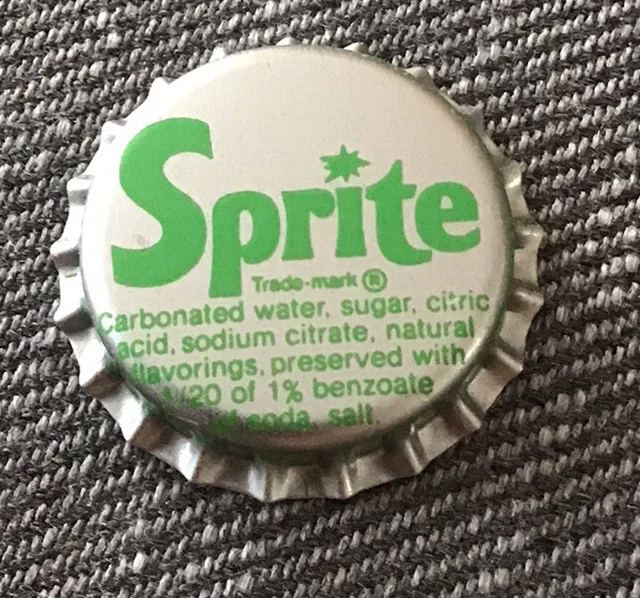 Sprite
Trade-mark ®
Carbonated water, sugar, citric
acid, sodium citrate, natural
flavorings, preserved with
1/20 of 1% benzoate
of soda, salt.